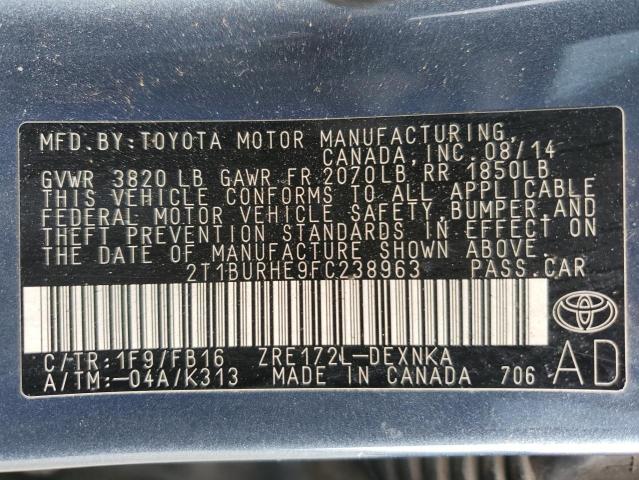 MFD.BY:TOYOTA MOTOR MANUFACTURING,
CANADA, INC. 08/14
GVWR 3820 LB GAWR FR 2070LB, RR 1850LB
THIS VEHICLE CONFORMS TO ALL APPLICABLE
FEDERAL MOTOR VEHICLE SAFETY,BUMPER,AND
THEFT PREVENTION STANDARDS IN EFFECT ON
THE DATE OF MANUFACTURE SHOWN ABOVE.
2T1BURHE9FC238963 PASS.CAR
C/TR:1F9/FB16 ZRE172L-DEXNKA
A/TM:-04A/K313 MADE IN CANADA 706
AD